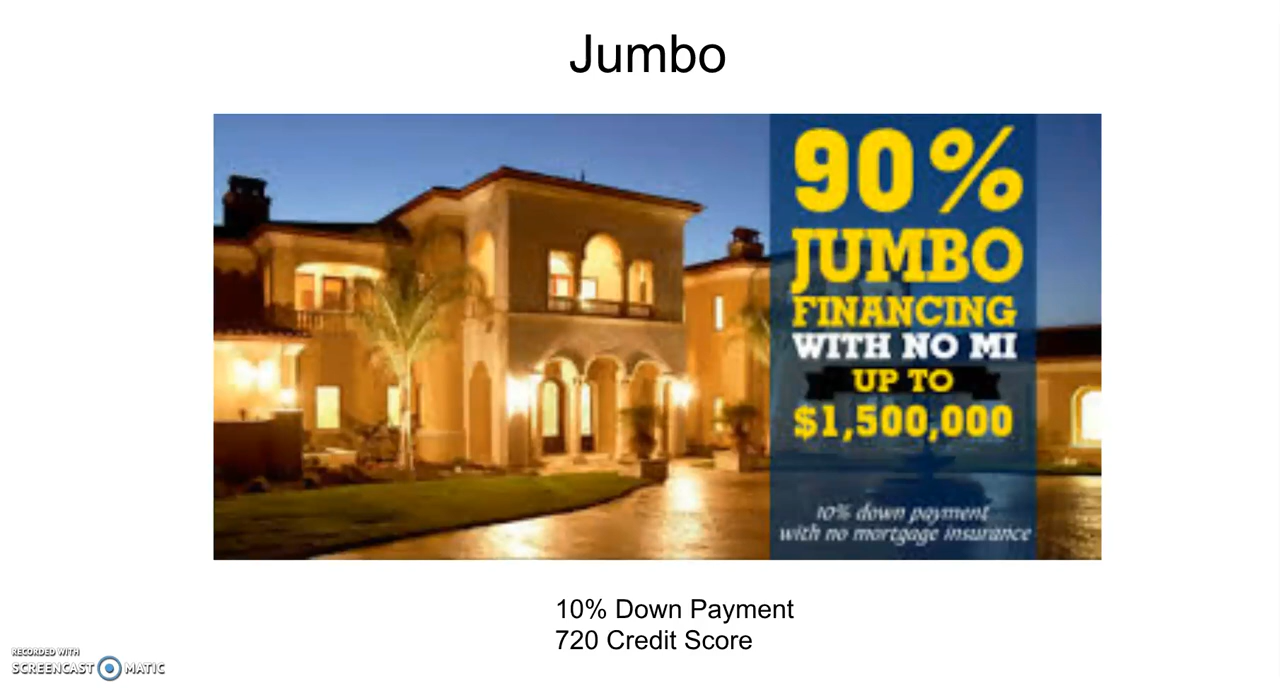 Jumbo
90%
JUMBO
FINANCING
WITH NO MI
UP TO
$1,500,000
10% down payment
with no mortgage insurance
10% Down Payment
720 Credit Score
RECORDED WITH
SCREENCAST MATIC